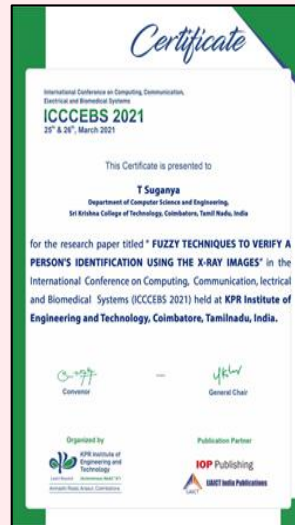 Certificate
International Conference on Computing, Communication,
Electrical and Biomedical Systems
ICCCEBS 2021
25th & 26th, March 2021
This Certificate is presented to
T Suganya
Department of Computer Science and Engineering,
Sri Krishna College of Technology, Coimbatore, Tamil Nadu, India
for the research paper titled " FUZZY TECHNIQUES TO VERIFY A
PERSON'S IDENTIFICATION USING THE X-RAY IMAGES" in the
International Conference on Computing, Communication, lectrical
and Biomedical Systems (ICCCEBS 2021) held at KPR Institute of
Engineering and Technology, Coimbatore, Tamilnadu, India.
Convenor
General Chair
Organized by
Publication Partner
KPR Institute of
Engineering and
Technology
Learn Beyond
IOP Publishing
LIAICT India Publications